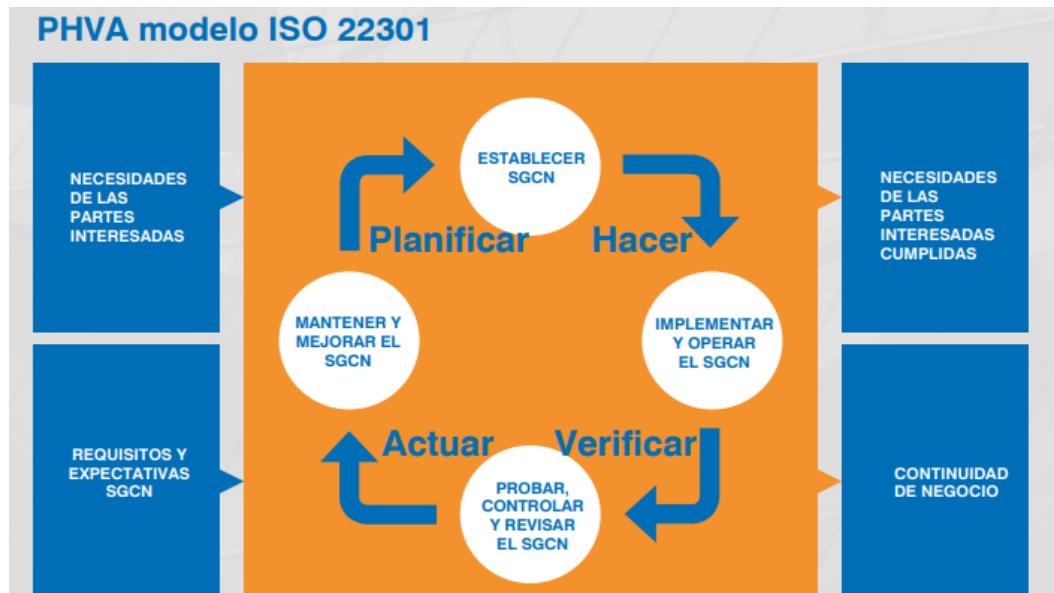 PHVA modelo ISO 22301
NECESIDADES
DE LAS
PARTES
INTERESADAS
REQUISITOS Y
EXPECTATIVAS
SGCN
ESTABLECER
SGCN
Planificar
Hacer
MANTENER Y
MEJORAR EL
SGCN
IMPLEMENTAR
Y OPERAR
EL SGCN
Actuar
Verificar
PROBAR,
CONTROLAR
Y REVISAR
EL SGCN
NECESIDADES
DE LAS
PARTES
INTERESADAS
CUMPLIDAS
CONTINUIDAD
DE NEGOCIO